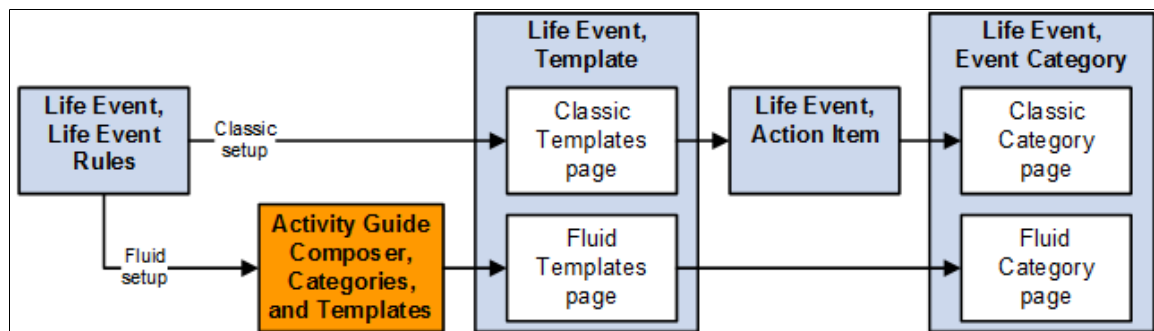 Life Event,
Life Event
Rules
Classic
setup
Fluid
setup
Activity Guide
Composer,
Categories,
and Templates
Life Event,
Template
Classic
Templates
page
Fluid
Templates
page
Life Event,
Action Item
Life Event,
Event Category
Classic
Category
page
Fluid
Category
page